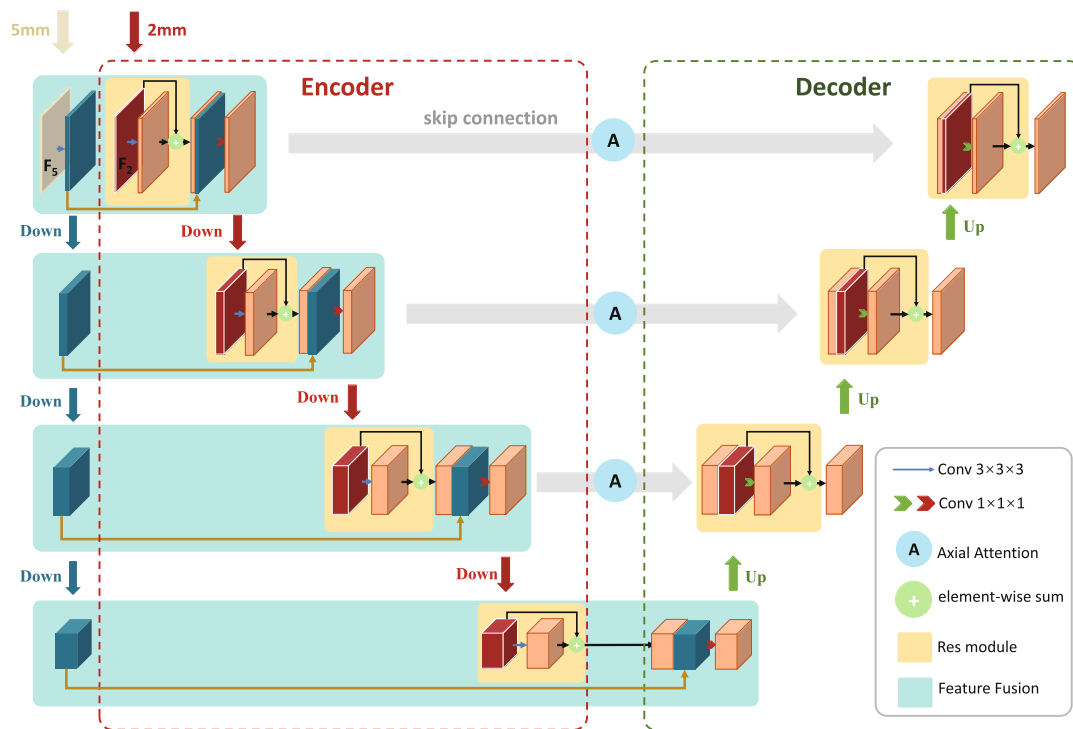 5mm
2mm
Encoder
Decoder
skip connection
A
F5
F2
+
+
Down
Down
Up
A
+
+
Down
Down
Up
A
+
+
Down
Down
Up
+
Conv 3×3×3
Conv 1×1×1
A Axial Attention
+ element-wise sum
Res module
Feature Fusion